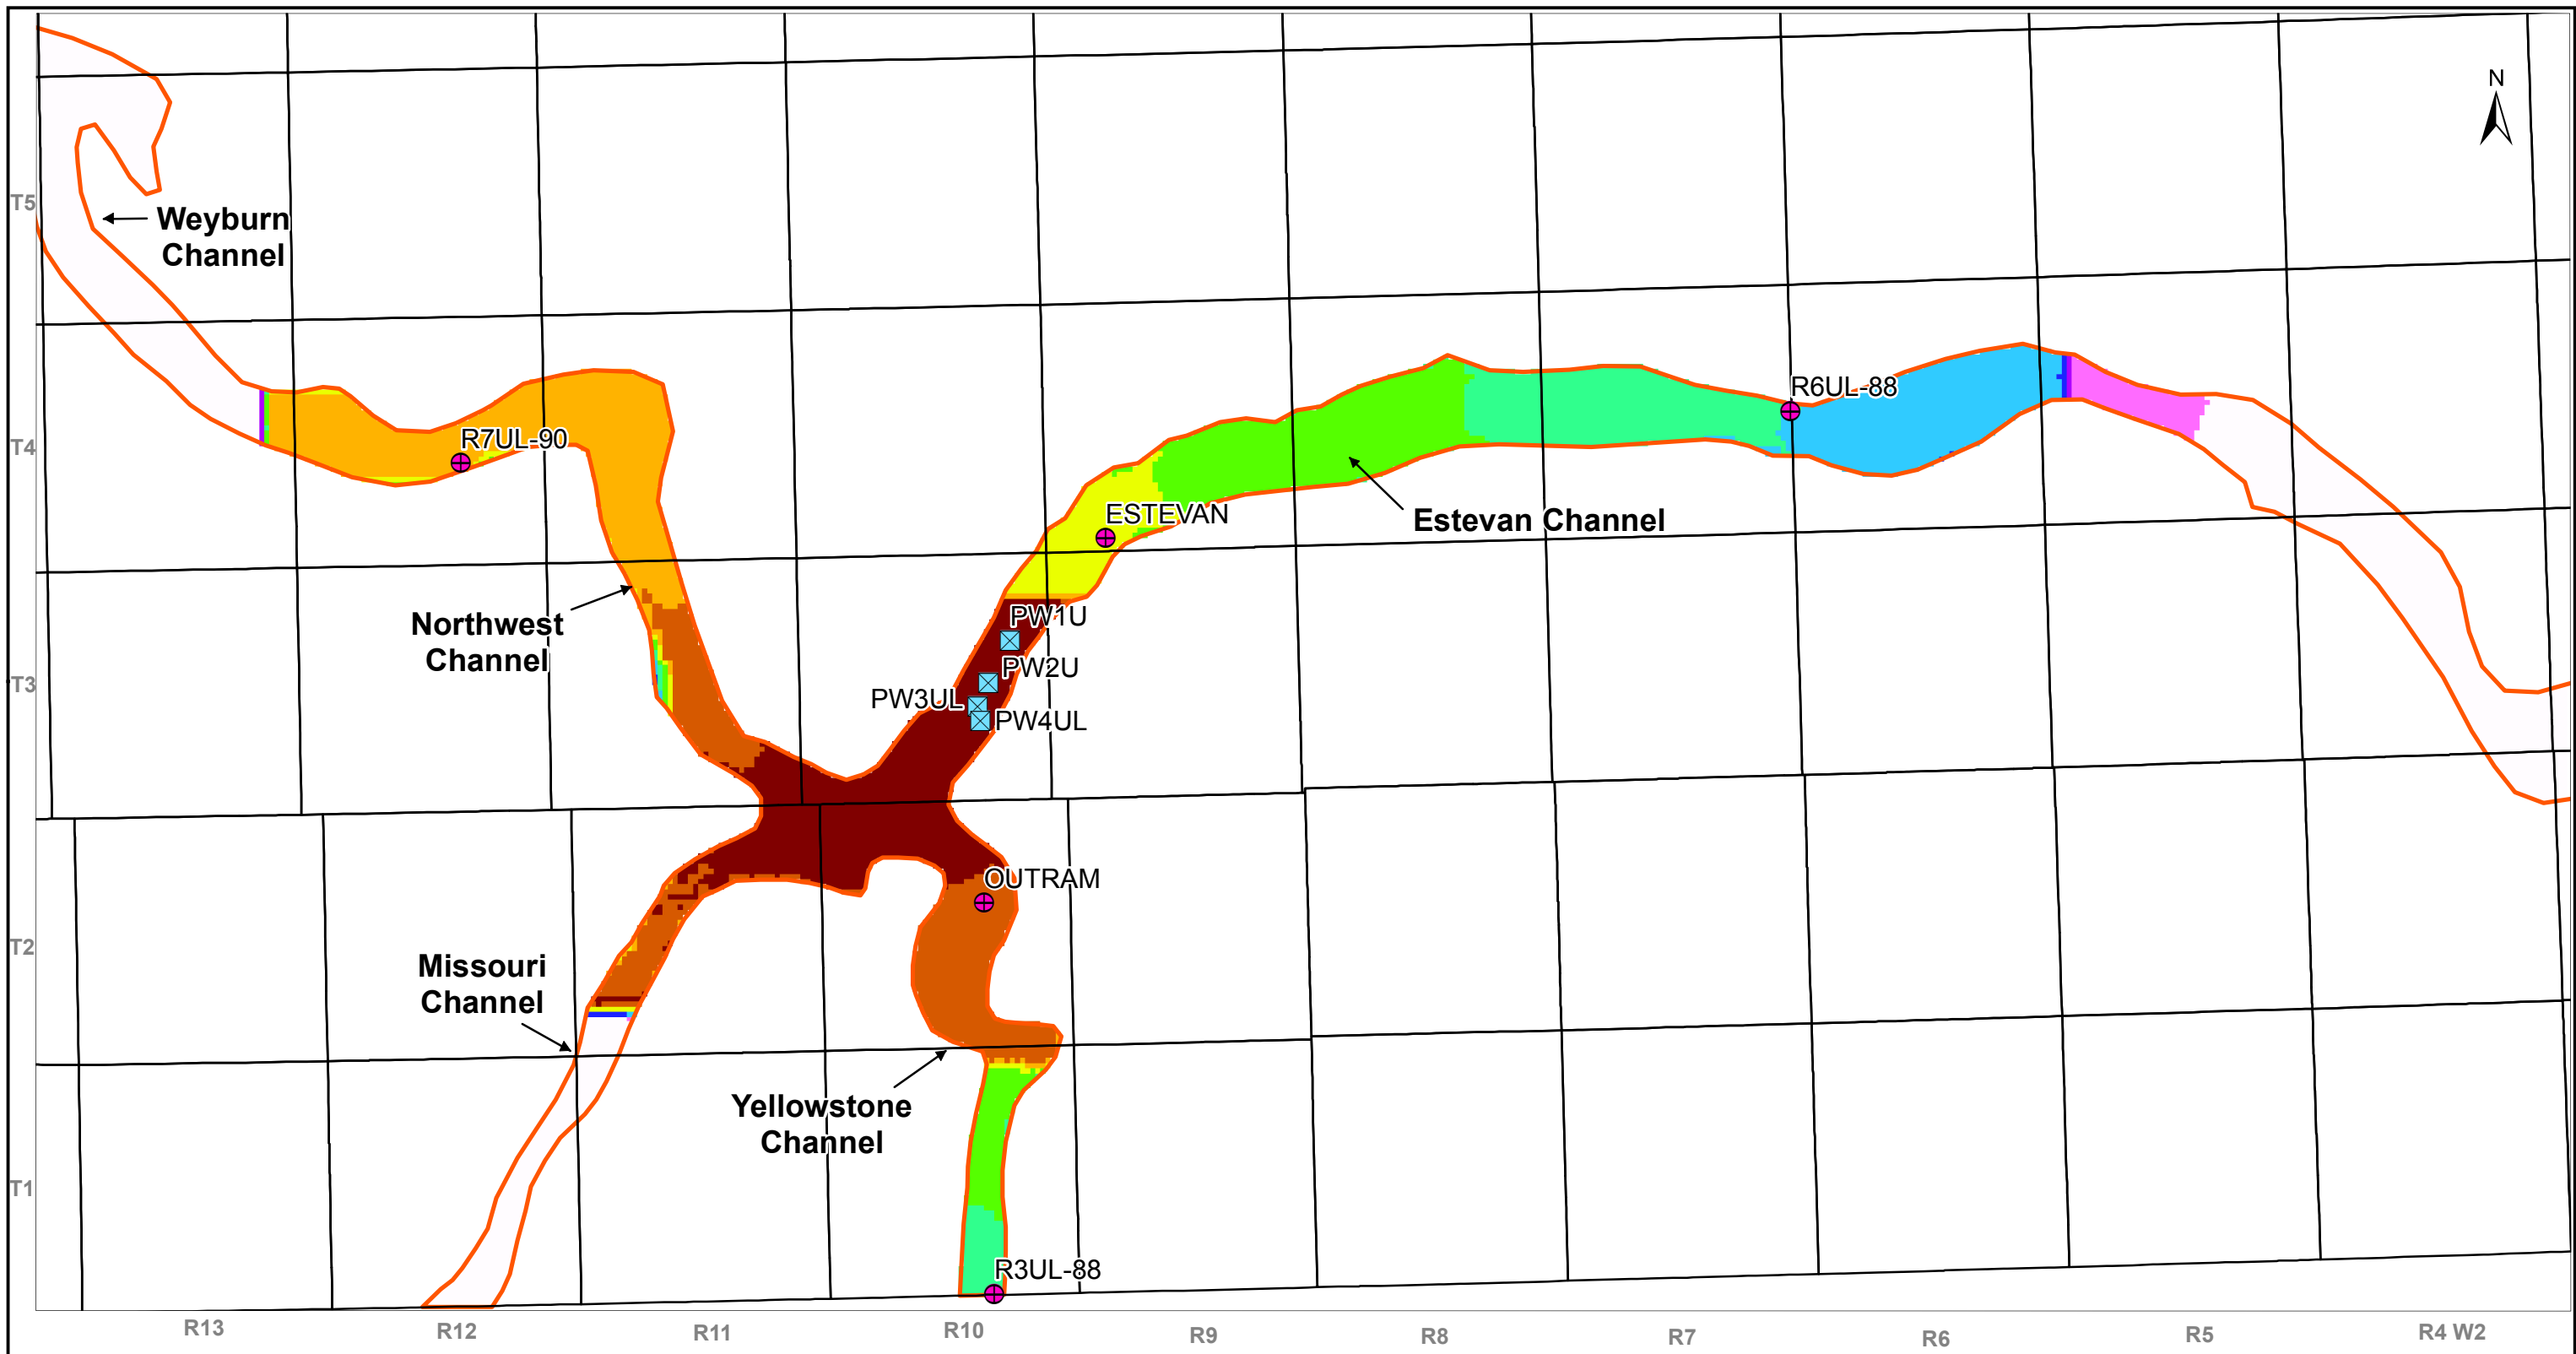 N
T5
Weyburn
Channel
R6UL-88
T4
R7UL-90
ESTEVAN
Estevan Channel
Northwest
Channel
PW1U
PW2U
T3
PW3UL
PW4UL
OUTRAM
T2
Missouri
Channel
Yellowstone
Channel
T1
R3UL-88
R13
R12
R11
R10
R9
R8
R7
R6
R5
R4 W2